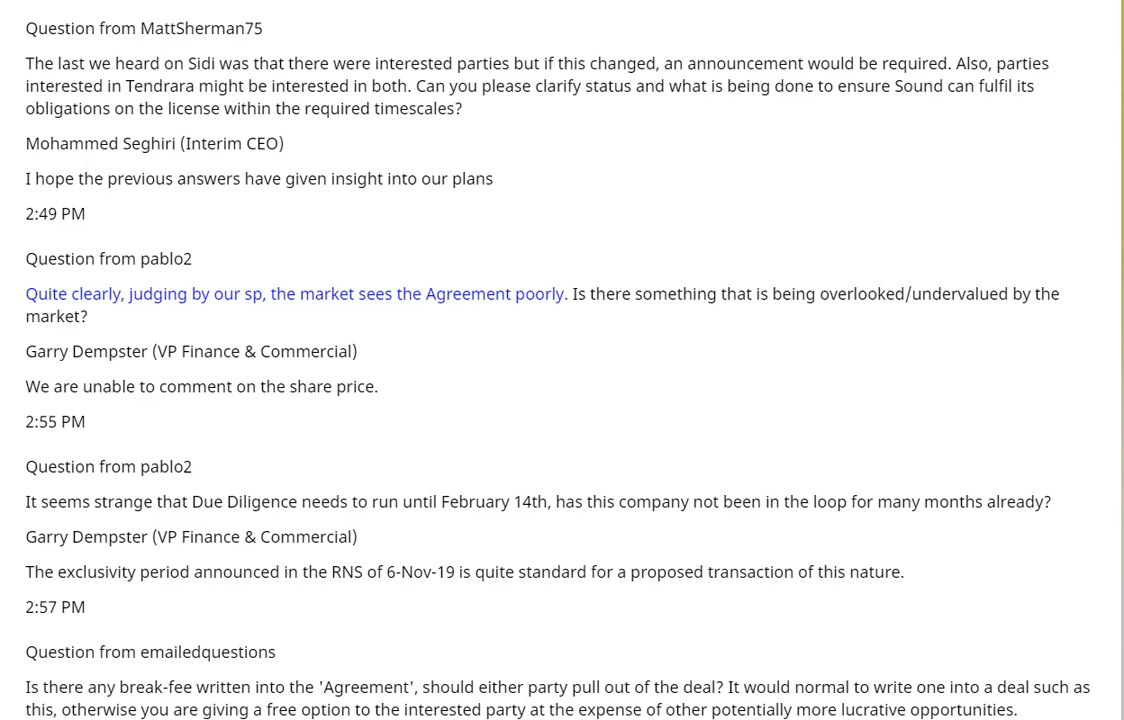 Question from MattSherman75
The last we heard on Sidi was that there were interested parties but if this changed, an announcement would be required. Also, parties
interested in Tendrara might be interested in both. Can you please clarify status and what is being done to ensure Sound can fulfil its
obligations on the license within the required timescales?
Mohammed Seghiri (Interim CEO)
I hope the previous answers have given insight into our plans
2:49 PM
Question from pablo2
Quite clearly, judging by our sp, the market sees the Agreement poorly. Is there something that is being overlooked/undervalued by the
market?
Garry Dempster (VP Finance & Commercial)
We are unable to comment on the share price.
2:55 PM
Question from pablo2
It seems strange that Due Diligence needs to run until February 14th, has this company not been in the loop for many months already?
Garry Dempster (VP Finance & Commercial)
The exclusivity period announced in the RNS of 6-Nov-19 is quite standard for a proposed transaction of this nature.
2:57 PM
Question from emailedquestions
Is there any break-fee written into the 'Agreement', should either party pull out of the deal? It would normal to write one into a deal such as
this, otherwise you are giving a free option to the interested party at the expense of other potentially more lucrative opportunities.